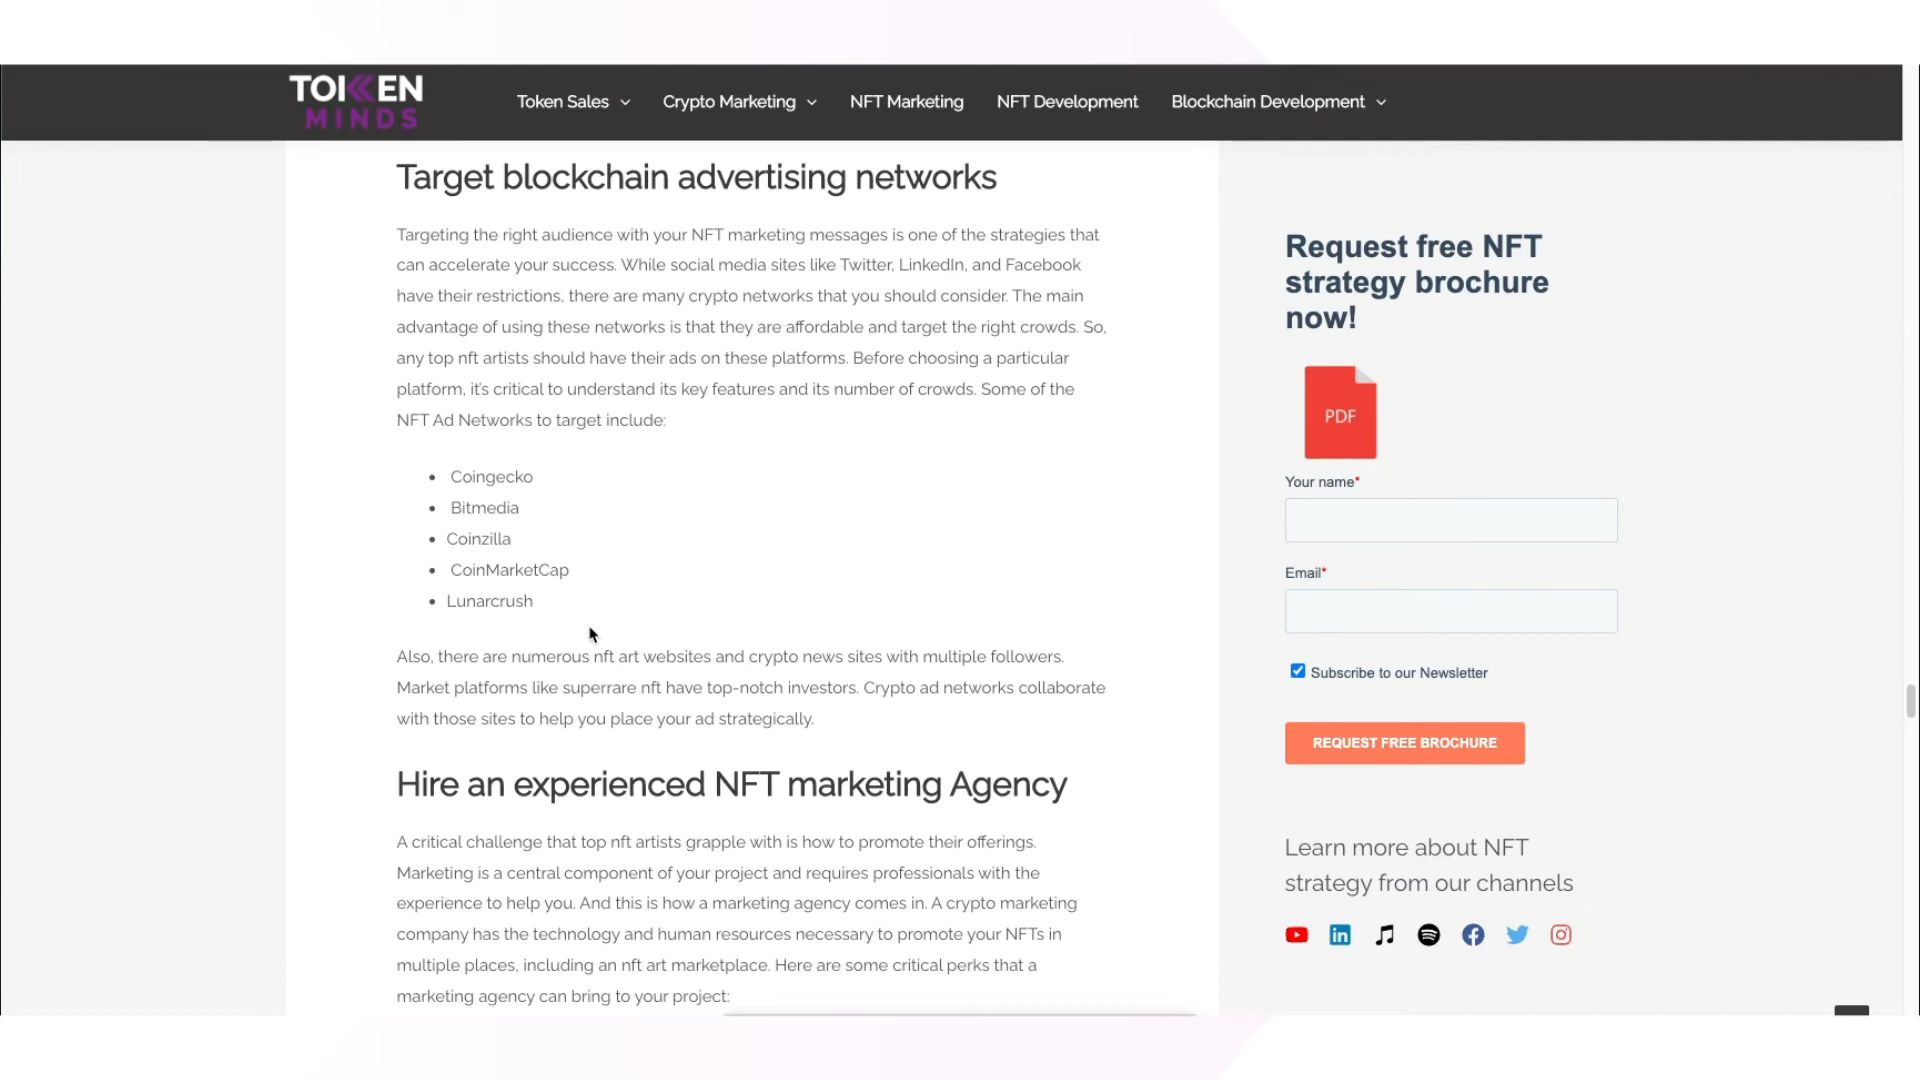 TOKEN
MINDS
Token Sales
Crypto Marketing
NFT Marketing
NFT Development
Blockchain Development
Target blockchain advertising networks
Targeting the right audience with your NFT marketing messages is one of the strategies that
can accelerate your success. While social media sites like Twitter, LinkedIn, and Facebook
have their restrictions, there are many crypto networks that you should consider. The main
advantage of using these networks is that they are affordable and target the right crowds. So,
any top nft artists should have their ads on these platforms. Before choosing a particular
platform, it's critical to understand its key features and its number of crowds. Some of the
NFT Ad Networks to target include:
Coingecko
Bitmedia
Coinzilla
CoinMarketCap
Lunarcrush
Also, there are numerous nft art websites and crypto news sites with multiple followers.
Market platforms like superrare nft have top-notch investors. Crypto ad networks collaborate
with those sites to help you place your ad strategically.
Hire an experienced NFT marketing Agency
A critical challenge that top nft artists grapple with is how to promote their offerings.
Marketing is a central component of your project and requires professionals with the
experience to help you. And this is how a marketing agency comes in. A crypto marketing
company has the technology and human resources necessary to promote your NFTs in
multiple places, including an nft art marketplace. Here are some critical perks that a
marketing agency can bring to your project:
Request free NFT
strategy brochure
now!
PDF
Your name*
Email*
Subscribe to our Newsletter
REQUEST FREE BROCHURE
Learn more about NFT
strategy from our channels